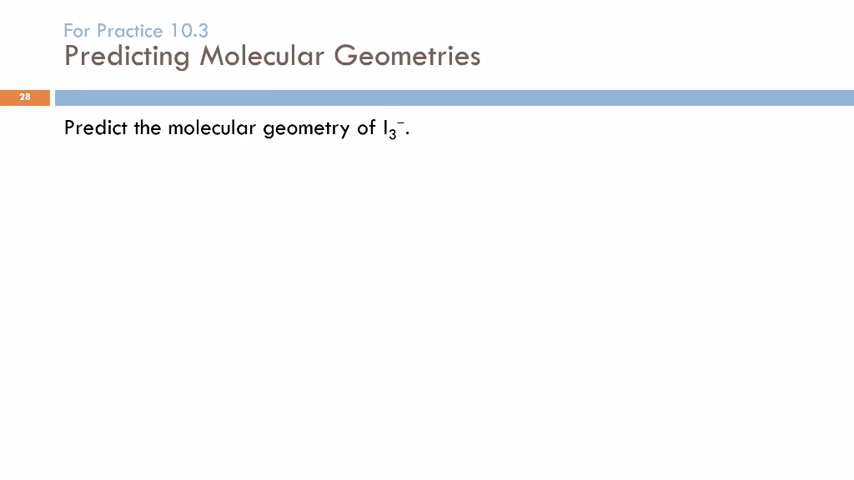 For Practice 10.3
Predicting Molecular Geometries
28
Predict the molecular geometry of I₃⁻.